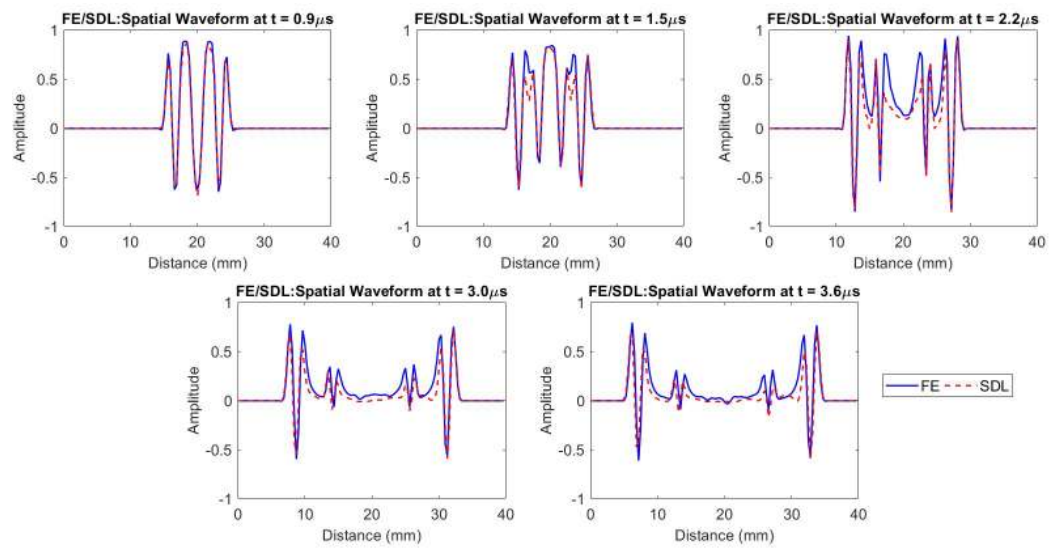 FE/SDL:Spatial Waveform at t = 0.9μs
1
0.5
0
-0.5
-1
Amplitude
0 10 20 30 40
Distance (mm)
FE/SDL:Spatial Waveform at t = 1.5μs
1
0.5
0
-0.5
-1
Amplitude
0 10 20 30 40
Distance (mm)
FE/SDL:Spatial Waveform at t = 2.2μs
1
0.5
0
-0.5
-1
Amplitude
0 10 20 30 40
Distance (mm)
FE/SDL:Spatial Waveform at t = 3.0μs
1
0.5
0
-0.5
-1
Amplitude
0 10 20 30 40
Distance (mm)
FE/SDL:Spatial Waveform at t = 3.6μs
1
0.5
0
-0.5
-1
Amplitude
0 10 20 30 40
Distance (mm)
FE SDL